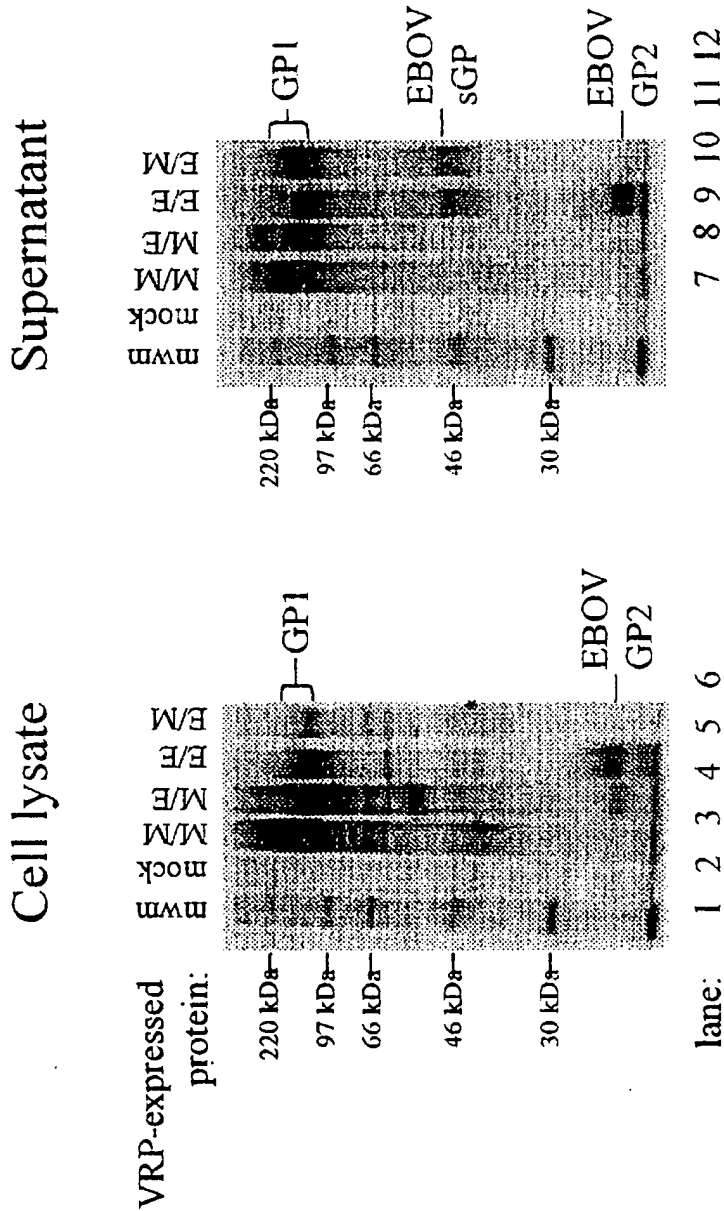 Cell lysate
VRP-expressed
protein:
mwm
mock
M/M
M/E
E/E
E/M
220 kDa
97 kDa
66 kDa
46 kDa
30 kDa
GP1
EBOV
GP2
lane:
1 2 3 4 5 6
Supernatant
mwm
mock
M/M
M/E
E/E
E/M
220 kDa
97 kDa
66 kDa
46 kDa
30 kDa
GP1
EBOV
sGP
EBOV
GP2
7 8 9 10 11 12